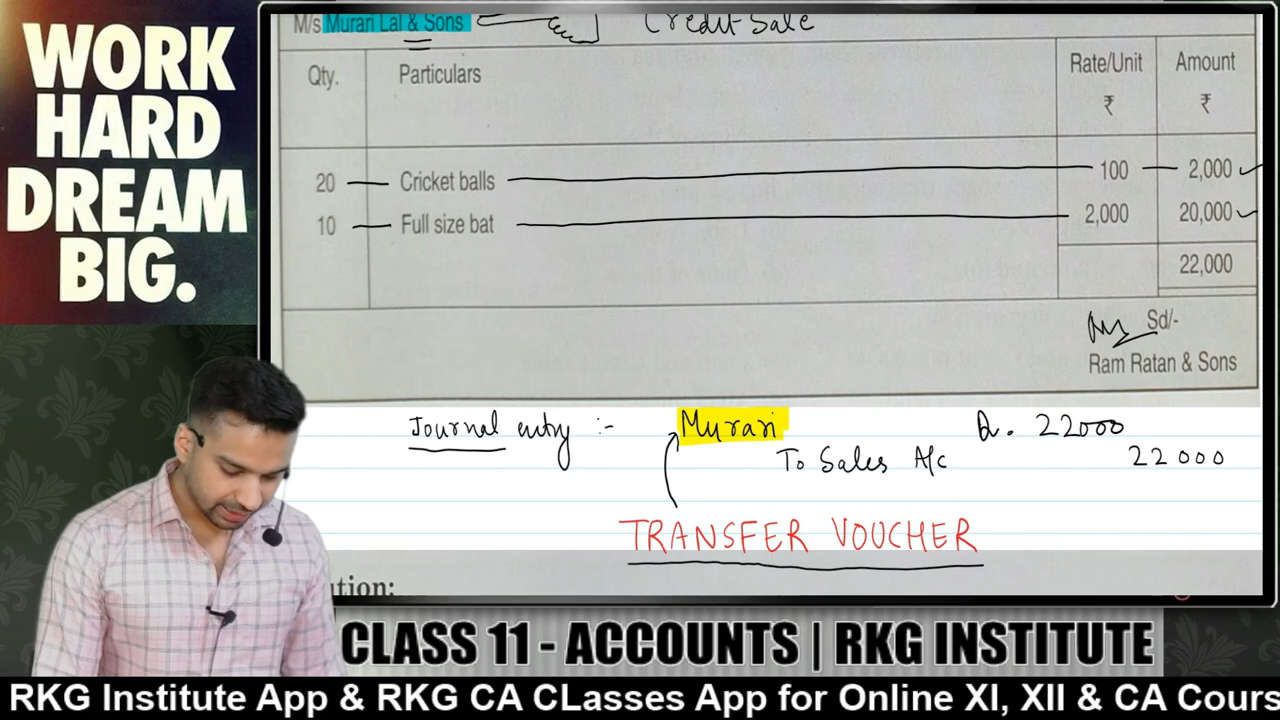 WORK
HARD
DREAM
BIG.
M/s Murari Lal & Sons Credit Sale
Qty. Particulars Rate/Unit Amount
₹ ₹
20 Cricket balls 100 2,000
10 Full size bat 2,000 20,000
22,000
Sd/-
Ram Ratan & Sons
Journal entry :- Murari Dr. 22000
To Sales A/c 22000
TRANSFER VOUCHER
ution:
CLASS 11 - ACCOUNTS | RKG INSTITUTE
RKG Institute App & RKG CA CLasses App for Online XI, XII & CA Cours